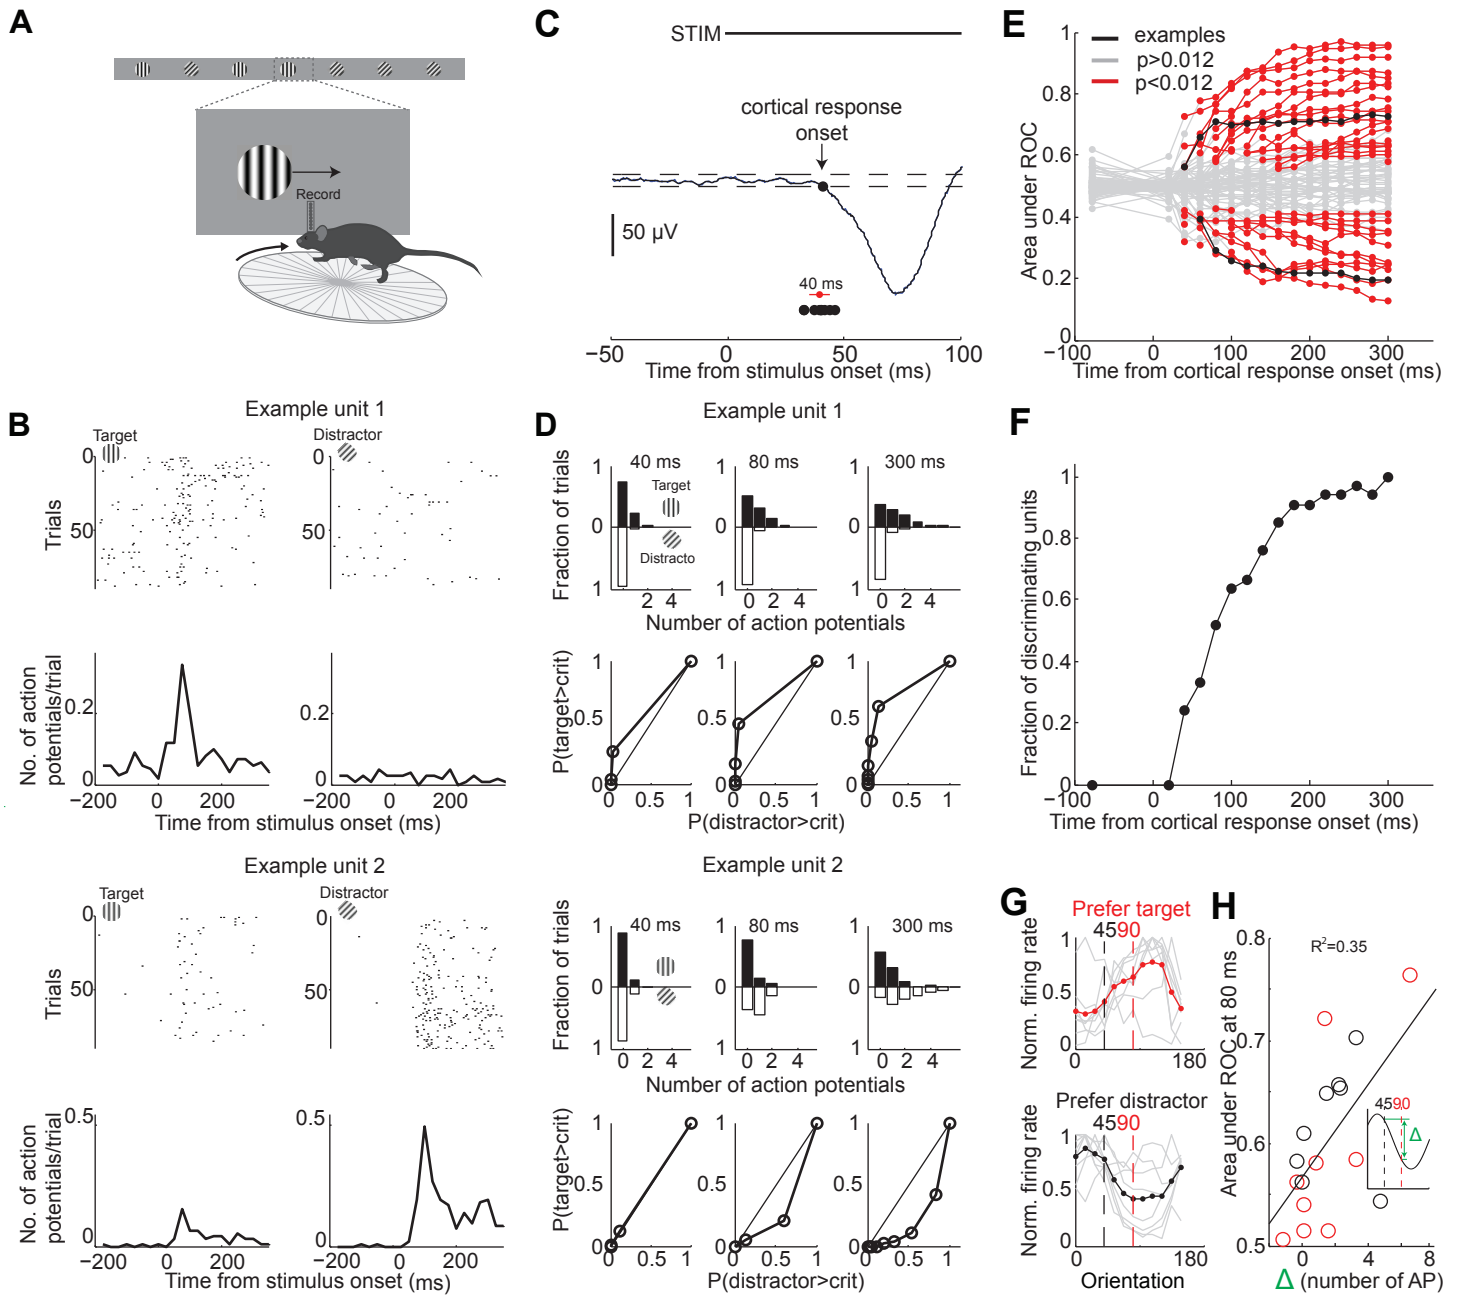 A
Record
B
Example unit 1
Target
Distractor
0
50
Trials
0
50
No. of action
potentials/trial
0.2
0
0.2
0
−200 0 200
−200 0 200
Time from stimulus onset (ms)
Example unit 2
Target
Distractor
0
50
Trials
0
50
No. of action
potentials/trial
0.5
0
0.5
0
−200 0 200
−200 0 200
Time from stimulus onset (ms)
C
STIM
cortical response
onset
50 µV
40 ms
−50 0 50 100
Time from stimulus onset (ms)
D
Example unit 1
40 ms 80 ms 300 ms
Target
Distracto
Fraction of trials
1 1 1
0 0 0
1 1 1
0 2 4 0 2 4 0 2 4
Number of action potentials
P(target>crit)
1 1 1
0.5 0.5 0.5
0 0 0
0 0.5 1 0 0.5 1 0 0.5 1
P(distractor>crit)
Example unit 2
40 ms 80 ms 300 ms
Fraction of trials
1 1 1
0 0 0
1 1 1
0 2 4 0 2 4 0 2 4
Number of action potentials
P(target>crit)
1 1 1
0.5 0.5 0.5
0 0 0
0 0.5 1 0 0.5 1 0 0.5 1
P(distractor>crit)
E
examples
p>0.012
p<0.012
Area under ROC
1
0.8
0.6
0.4
0.2
0
−100 0 100 200 300
Time from cortical response onset (ms)
F
Fraction of discriminating units
1
0.8
0.6
0.4
0.2
0
−100 0 100 200 300
Time from cortical response onset (ms)
G
Prefer target
45 90
Norm. firing rate
1
0.5
0
0 180
Prefer distractor
45 90
Norm. firing rate
1
0.5
0
0 180
Orientation
H
R²=0.35
Area under ROC at 80 ms
0.8
0.7
0.6
0.5
45 90
Δ
0 4 8
Δ (number of AP)